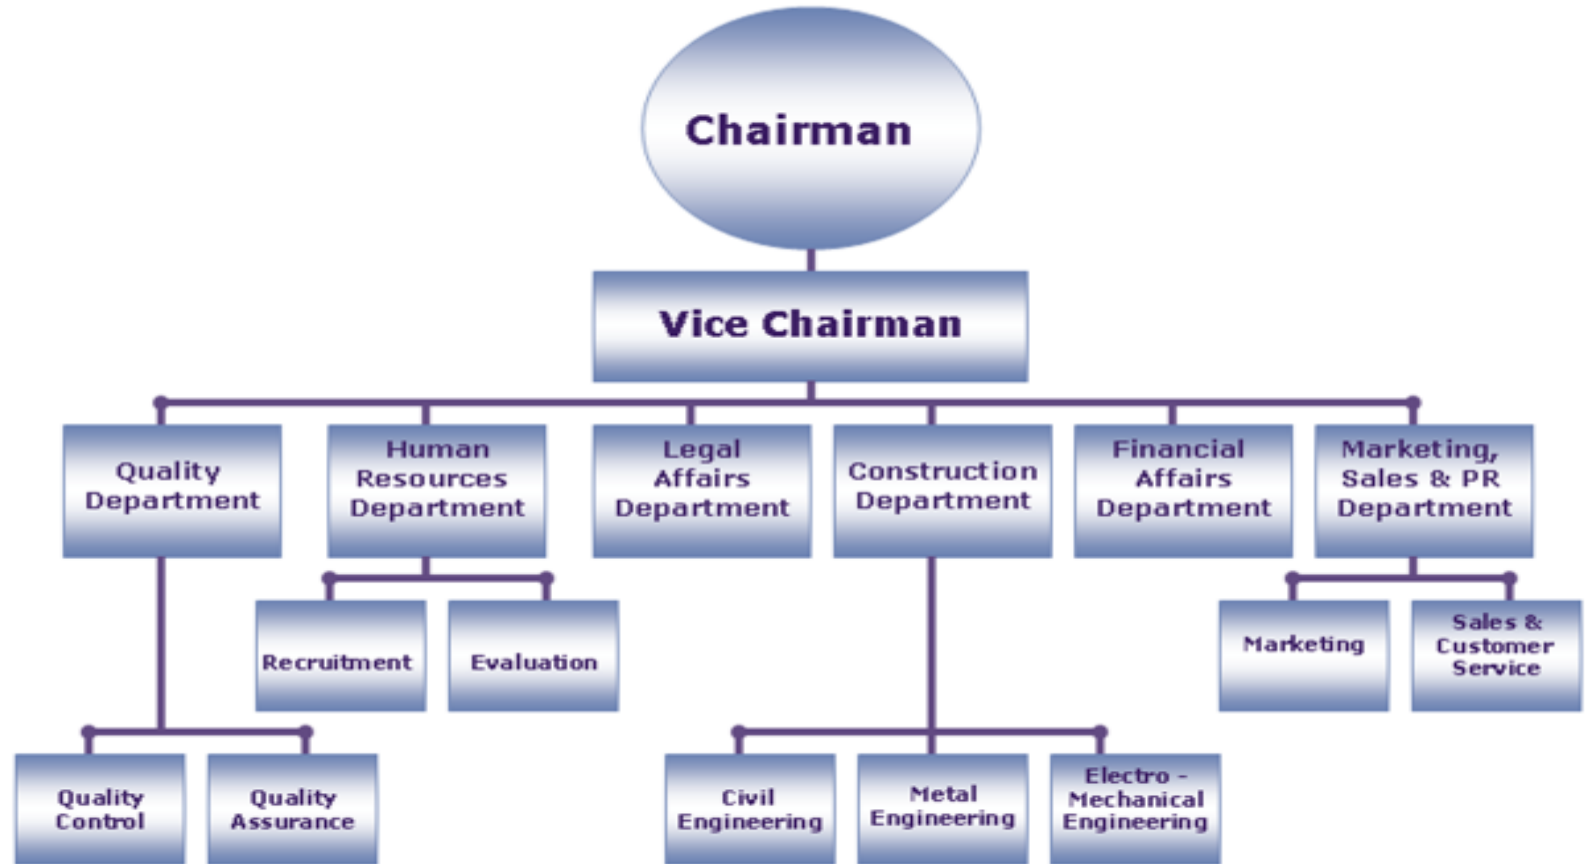 Chairman
Vice Chairman
Quality
Department
Human
Resources
Department
Legal
Affairs
Department
Construction
Department
Financial
Affairs
Department
Marketing,
Sales & PR
Department
Recruitment
Evaluation
Marketing
Sales &
Customer
Service
Quality
Control
Quality
Assurance
Civil
Engineering
Metal
Engineering
Electro -
Mechanical
Engineering